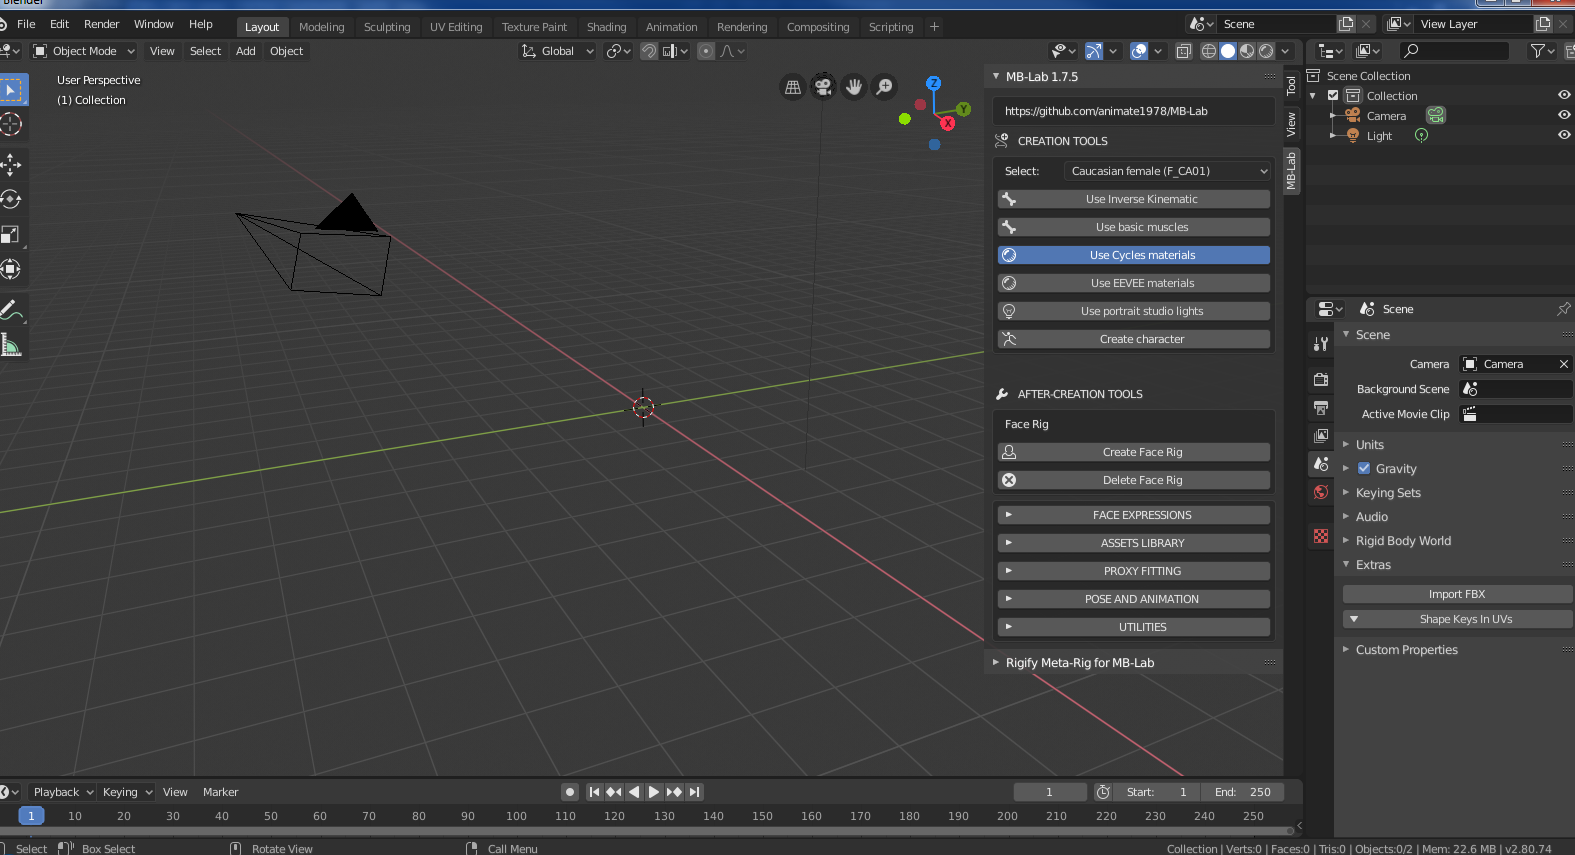 Blender
File Edit Render Window Help Layout Modeling Sculpting UV Editing Texture Paint Shading Animation Rendering Compositing Scripting + Scene View Layer
Object Mode View Select Add Object Global
User Perspective
(1) Collection
Z
Y
X
MB-Lab 1.7.5
https://github.com/animate1978/MB-Lab
CREATION TOOLS
Select: Caucasian female (F_CA01)
Use Inverse Kinematic
Use basic muscles
Use Cycles materials
Use EEVEE materials
Use portrait studio lights
Create character
AFTER-CREATION TOOLS
Face Rig
Create Face Rig
Delete Face Rig
FACE EXPRESSIONS
ASSETS LIBRARY
PROXY FITTING
POSE AND ANIMATION
UTILITIES
Rigify Meta-Rig for MB-Lab
Tool
View
MB-Lab
Scene Collection
Collection
Camera
Light
Scene
Scene
Camera Camera
Background Scene
Active Movie Clip
Units
Gravity
Keying Sets
Audio
Rigid Body World
Extras
Import FBX
Shape Keys In UVs
Custom Properties
Playback Keying View Marker 1 Start: 1 End: 250
1 10 20 30 40 50 60 70 80 90 100 110 120 130 140 150 160 170 180 190 200 210 220 230 240 250
Select Box Select Rotate View Call Menu Collection | Verts:0 | Faces:0 | Tris:0 | Objects:0/2 | Mem: 22.6 MB | v2.80.74